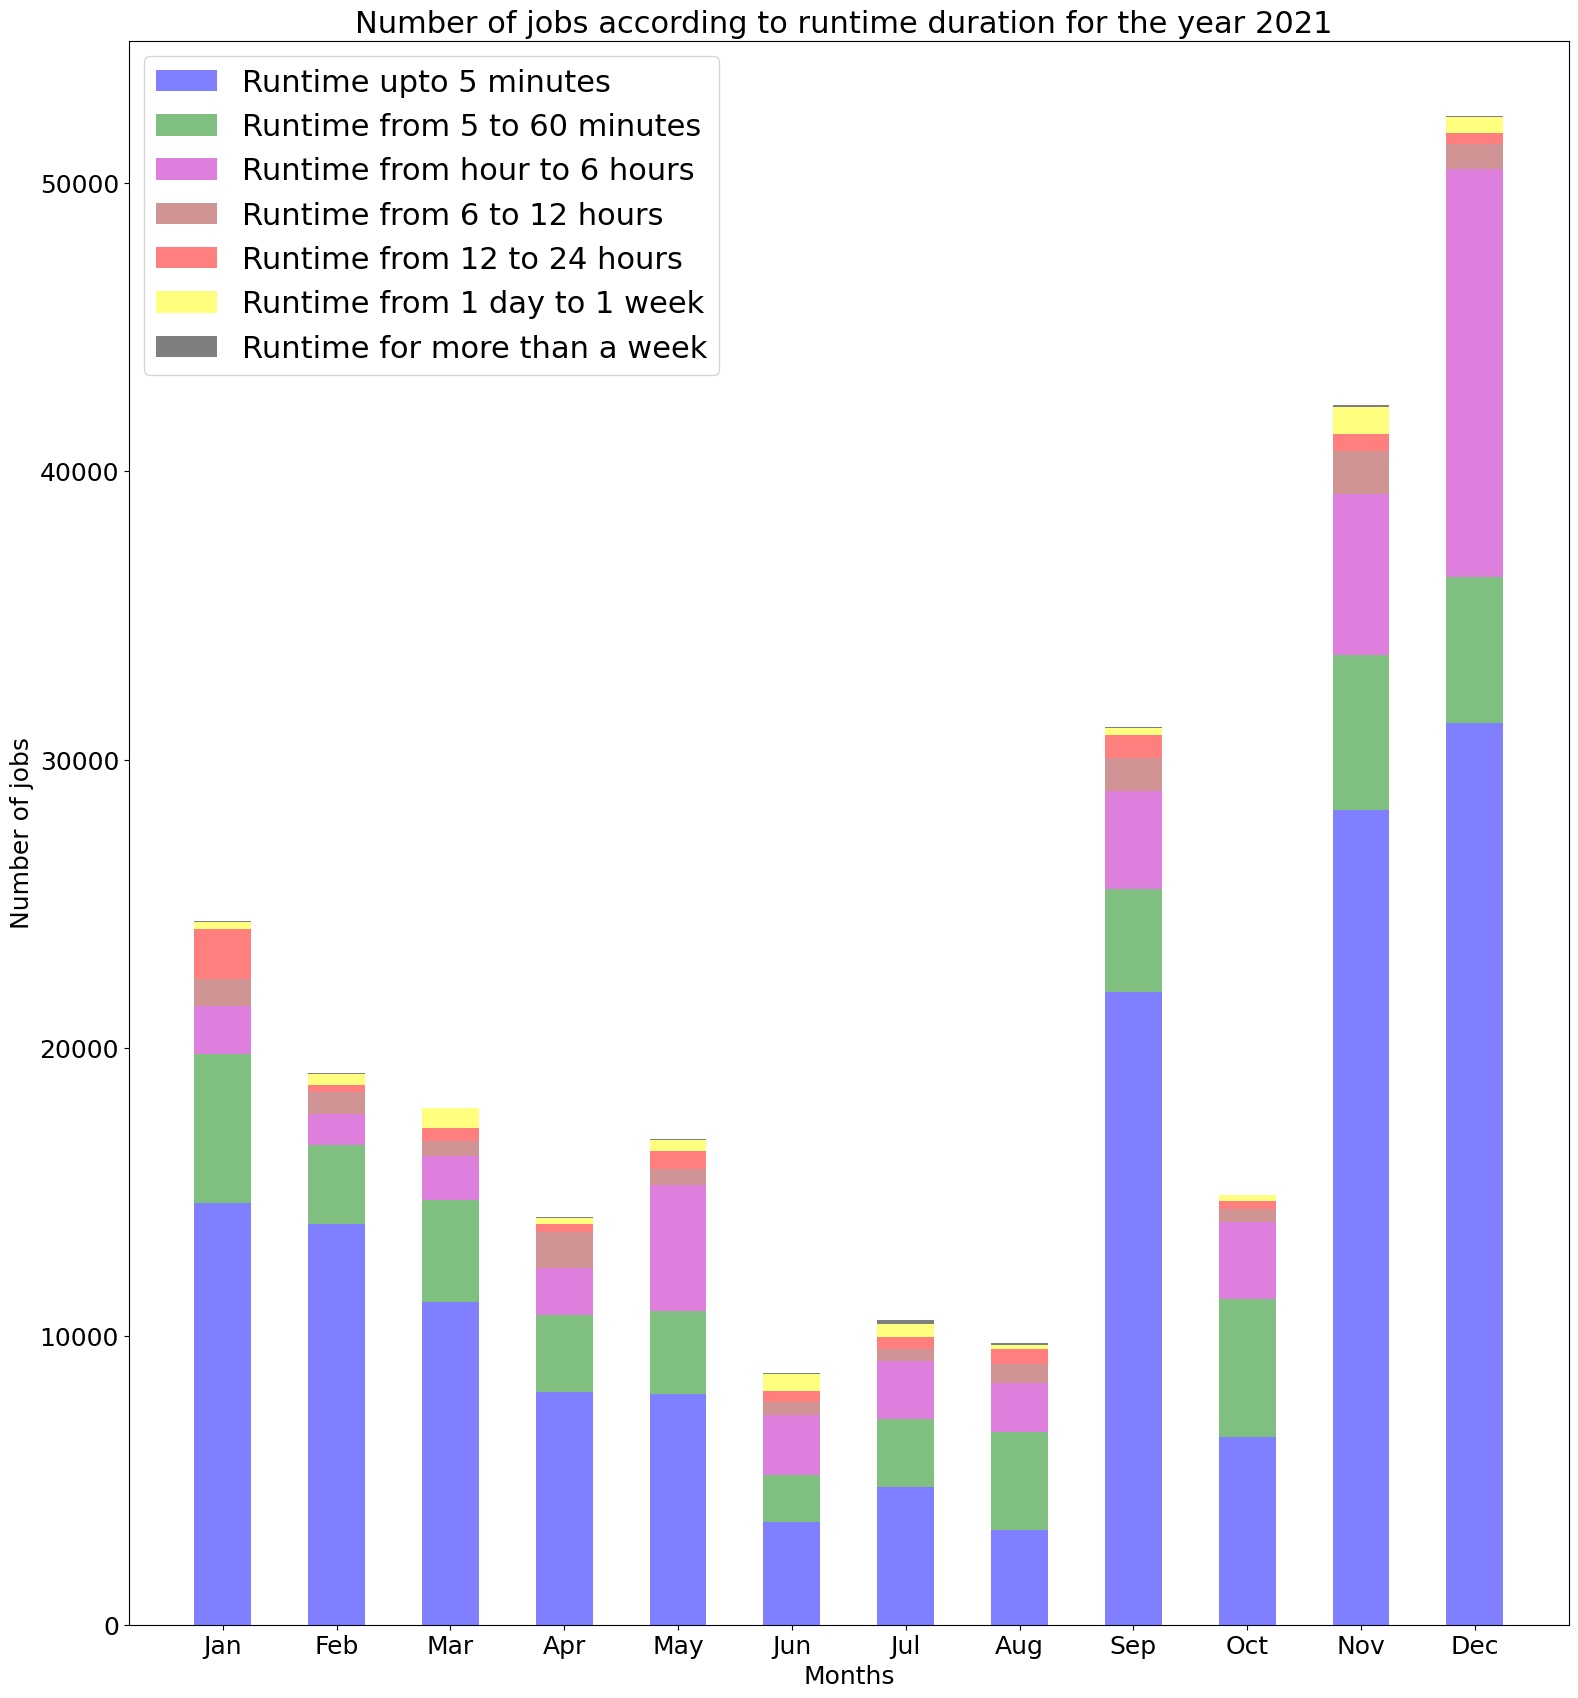 Number of jobs according to runtime duration for the year 2021
Runtime upto 5 minutes
Runtime from 5 to 60 minutes
Runtime from hour to 6 hours
Runtime from 6 to 12 hours
Runtime from 12 to 24 hours
Runtime from 1 day to 1 week
Runtime for more than a week
50000
40000
30000
20000
10000
0
Number of jobs
Jan Feb Mar Apr May Jun Jul Aug Sep Oct Nov Dec
Months